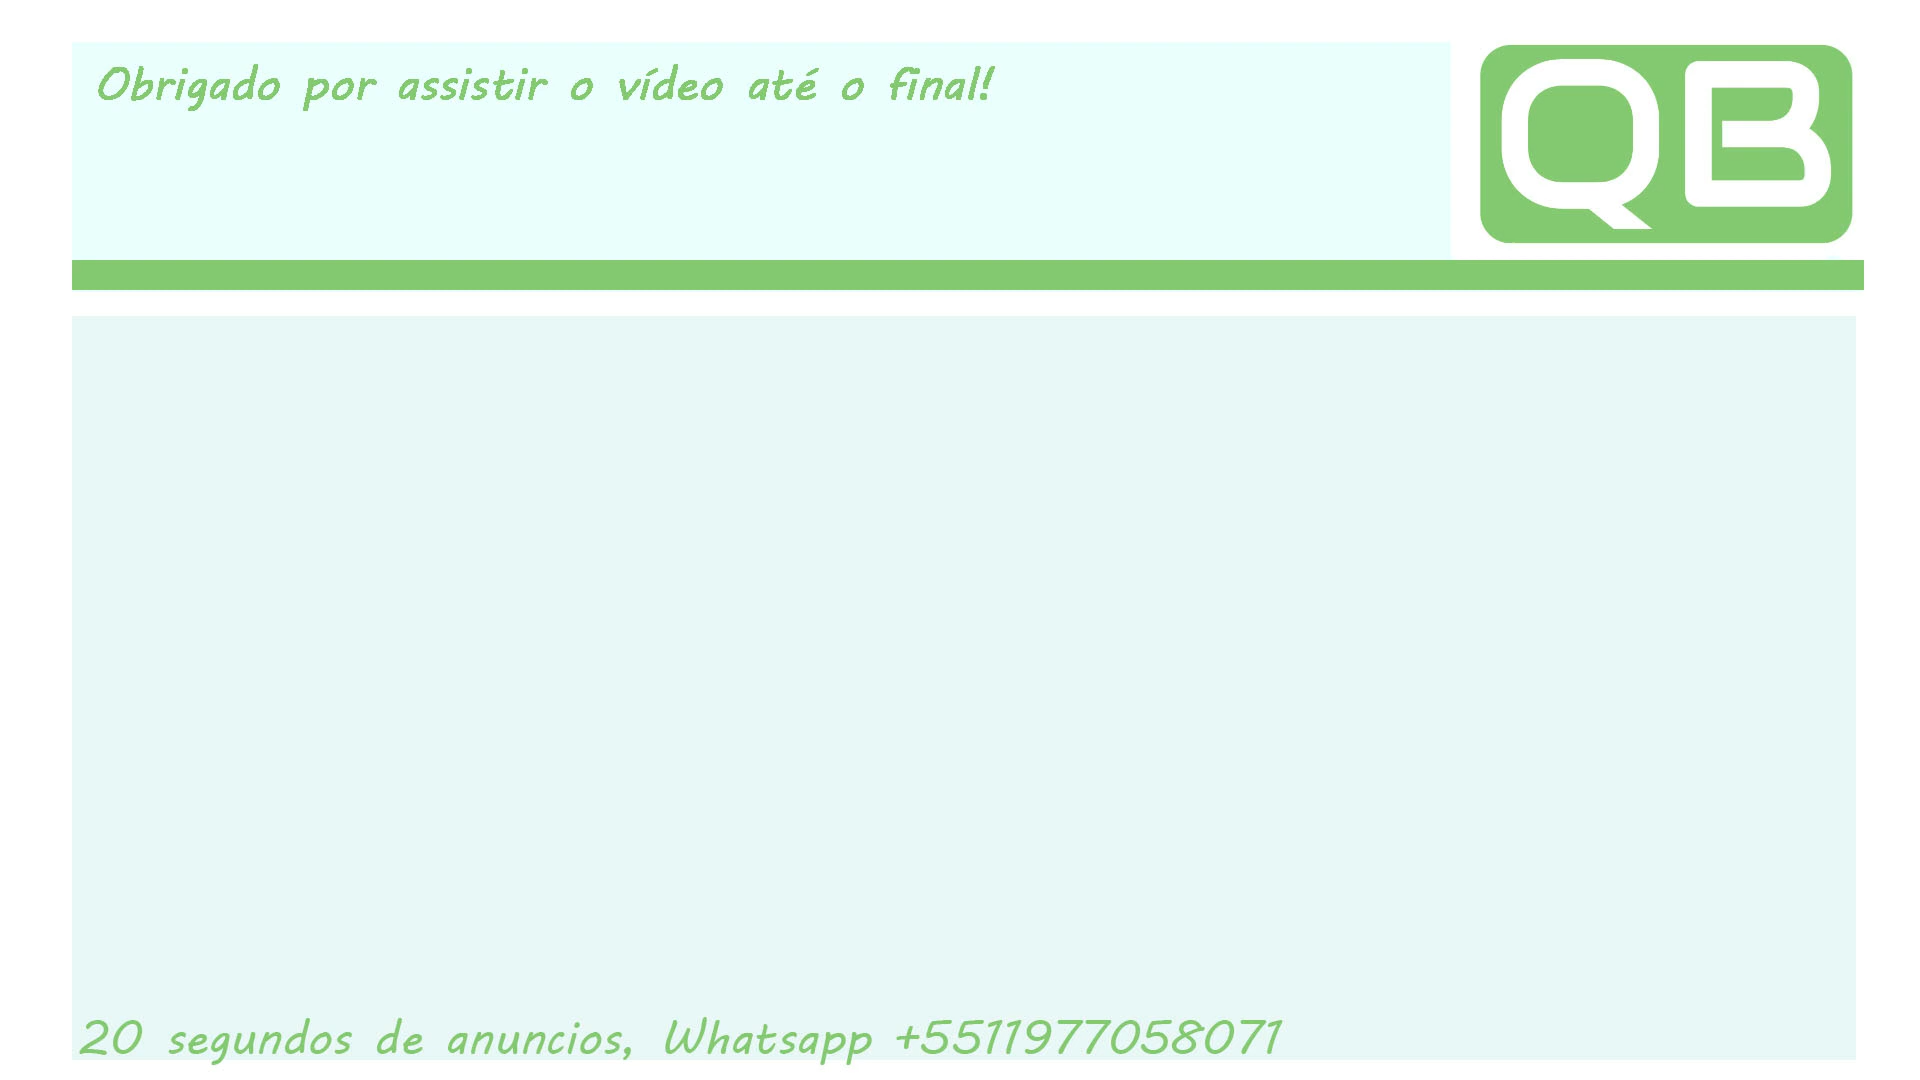 Obrigado por assistir o vídeo até o final!
QB
20 segundos de anuncios, Whatsapp +5511977058071